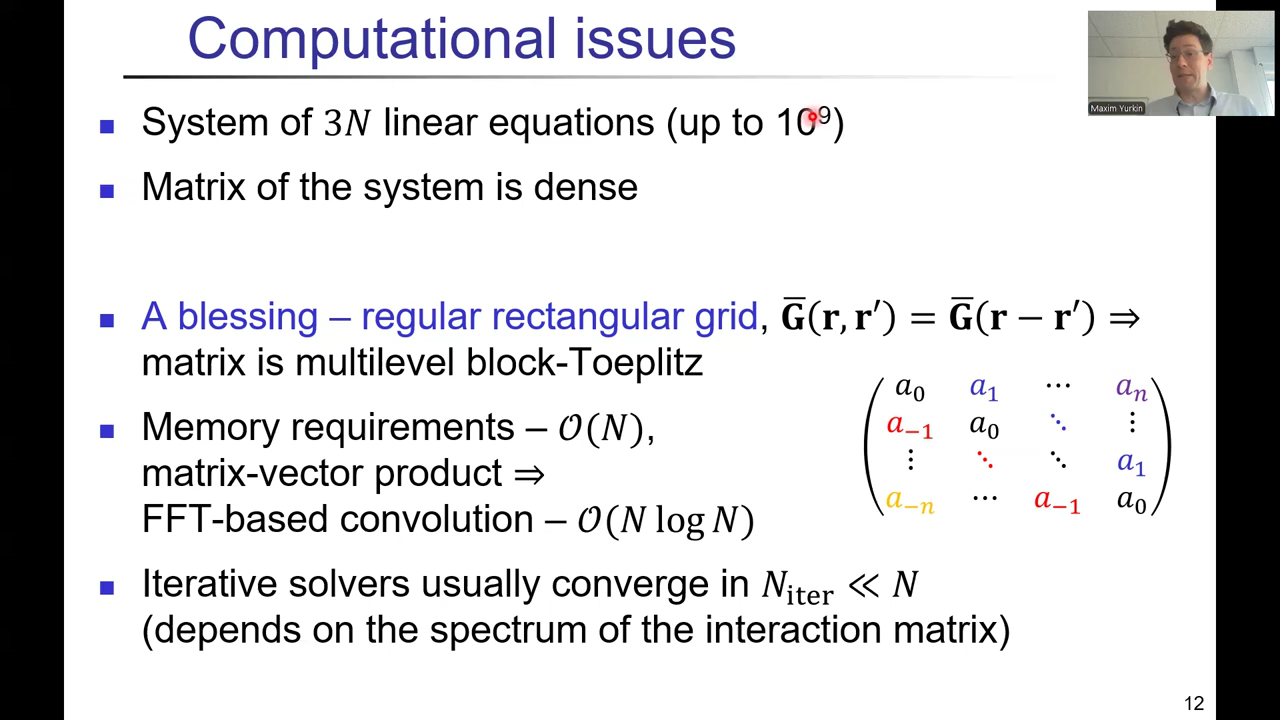 Computational issues
Maxim Yurkin
System of 3N linear equations (up to 10⁹)
Matrix of the system is dense
A blessing – regular rectangular grid, G̅(r, r′) = G̅(r − r′) ⇒
matrix is multilevel block-Toeplitz
a₀ a₁ ⋯ aₙ
a₋₁ a₀ ⋱ ⋮
⋮ ⋱ ⋱ a₁
a₋ₙ ⋯ a₋₁ a₀
Memory requirements – 𝒪(N),
matrix-vector product ⇒
FFT-based convolution – 𝒪(N log N)
Iterative solvers usually converge in N_iter ≪ N
(depends on the spectrum of the interaction matrix)
12